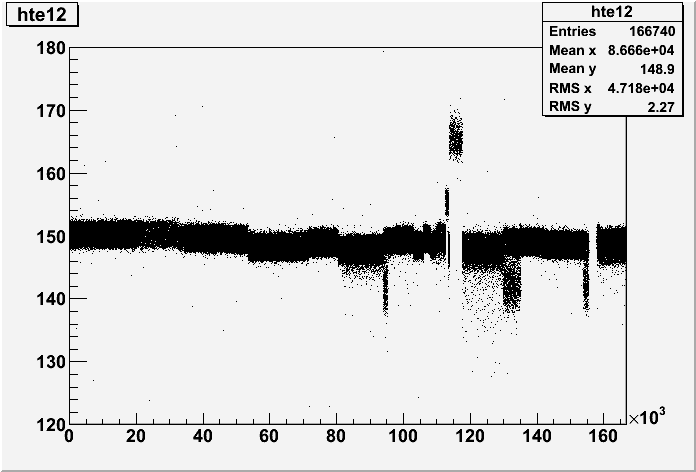 hte12
hte12
Entries 166740
Mean x 8.666e+04
Mean y 148.9
RMS x 4.718e+04
RMS y 2.27
180
170
160
150
140
130
120
0 20 40 60 80 100 120 140 160
×10³